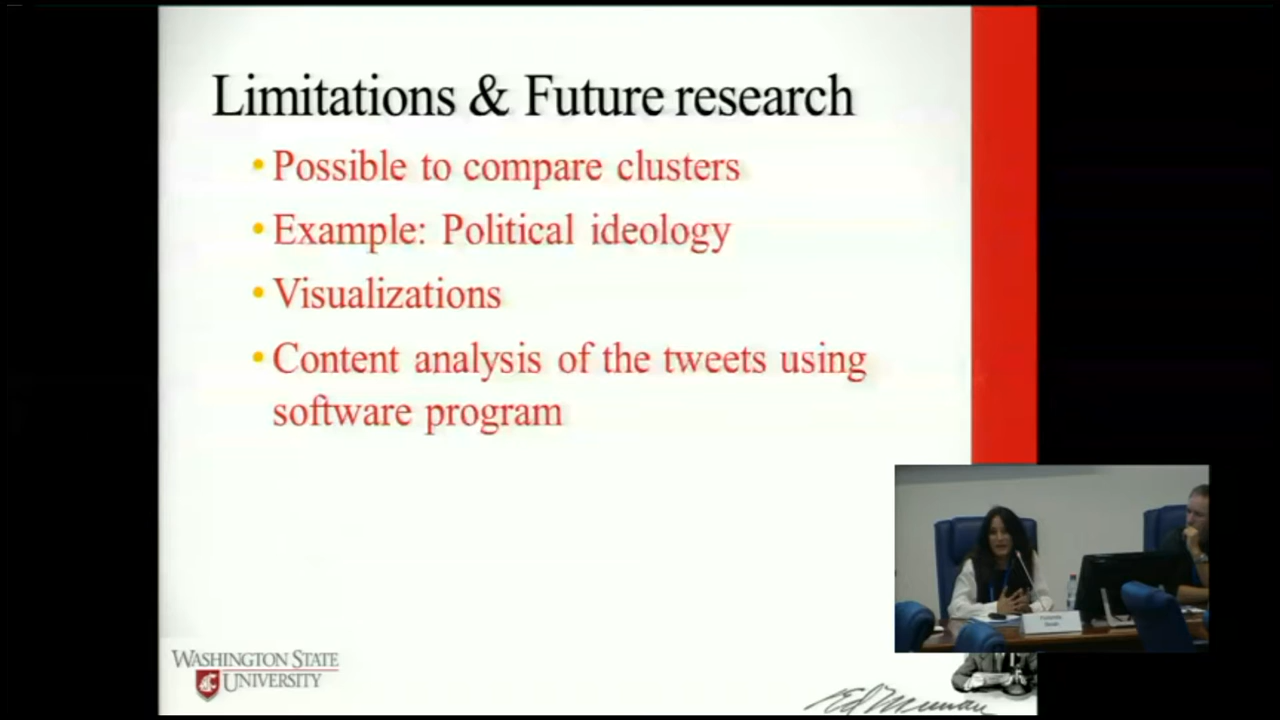 Limitations & Future research
• Possible to compare clusters
• Example: Political ideology
• Visualizations
• Content analysis of the tweets using
software program
WASHINGTON STATE
UNIVERSITY